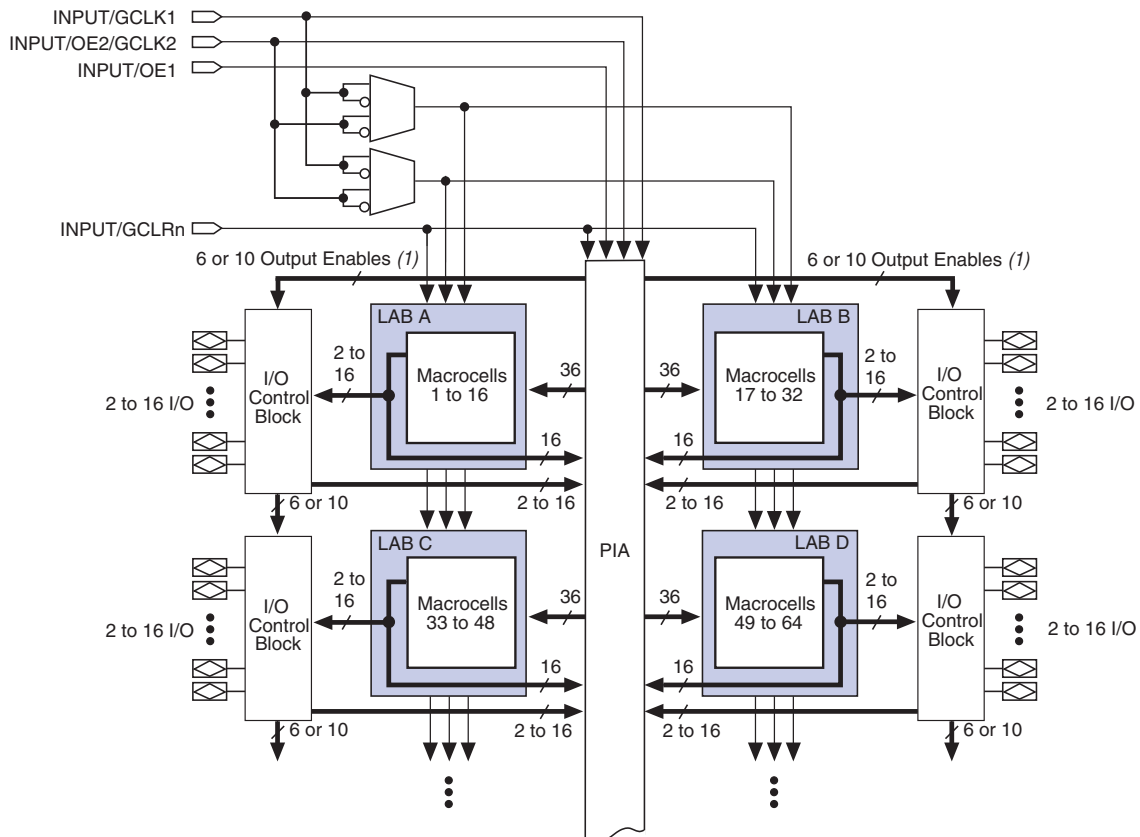 INPUT/GCLK1
INPUT/OE2/GCLK2
INPUT/OE1
INPUT/GCLRn
6 or 10 Output Enables (1)
6 or 10 Output Enables (1)
LAB A
LAB B
2 to
16
Macrocells
1 to 16
36
36
Macrocells
17 to 32
2 to
16
I/O
Control
Block
I/O
Control
Block
2 to 16 I/O
2 to 16 I/O
16
16
6 or 10
2 to 16
2 to 16
6 or 10
LAB C
PIA
LAB D
2 to
16
Macrocells
33 to 48
36
36
Macrocells
49 to 64
2 to
16
I/O
Control
Block
I/O
Control
Block
2 to 16 I/O
2 to 16 I/O
16
16
6 or 10
2 to 16
2 to 16
6 or 10